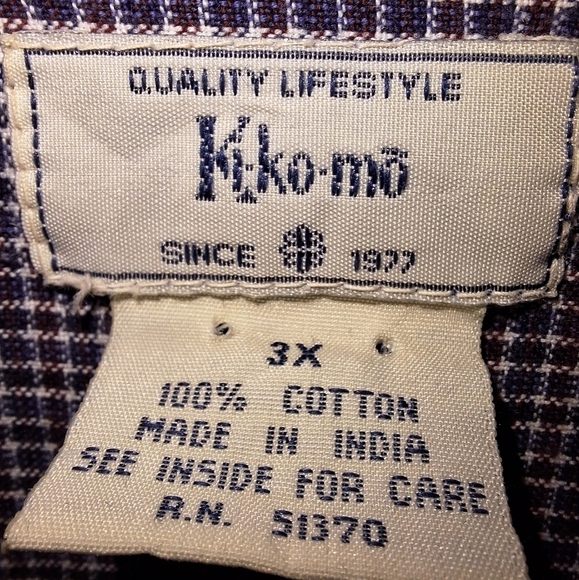 QUALITY LIFESTYLE
Ki-ko-mō
SINCE 1977
3X
100% COTTON
MADE IN INDIA
SEE INSIDE FOR CARE
R.N. 51370